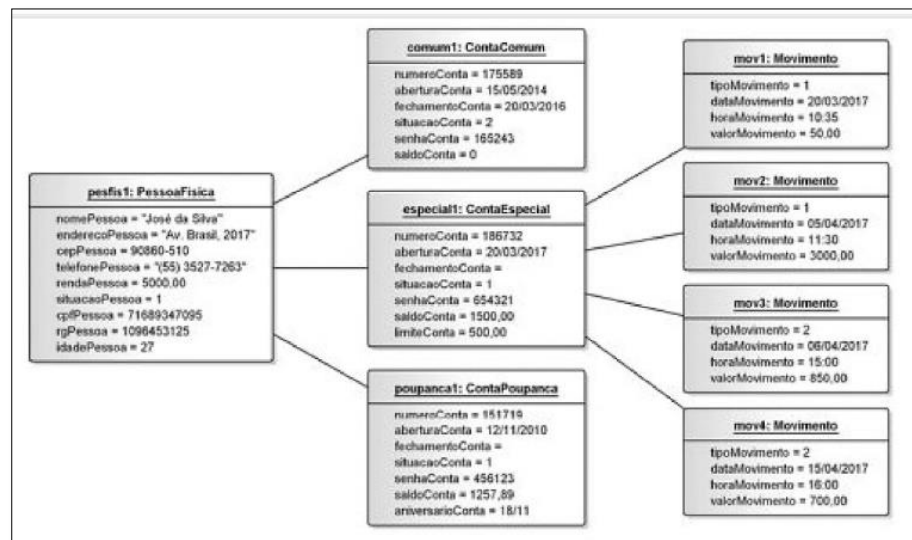 comum1: ContaComum
numeroConta = 175589
aberturaConta = 15/05/2014
fechamentoConta = 20/03/2016
situacaoConta = 2
senhaConta = 165243
saldoConta = 0
pesfis1: PessoaFisica
nomePessoa = "José da Silva"
enderecoPessoa = "Av. Brasil, 2017"
cepPessoa = 90860-510
telefonePessoa = "(55) 3527-7263"
rendaPessoa = 5000,00
situacaoPessoa = 1
cpfPessoa = 71689347095
rgPessoa = 1096453125
idadePessoa = 27
especial1: ContaEspecial
numeroConta = 186732
aberturaConta = 20/03/2017
fechamentoConta =
situacaoConta = 1
senhaConta = 654321
saldoConta = 1500,00
limiteConta = 500,00
poupanca1: ContaPoupanca
numeroConta = 151719
aberturaConta = 12/11/2010
fechamentoConta =
situacaoConta = 1
senhaConta = 456123
saldoConta = 1257,89
aniversarioConta = 18/11
mov1: Movimento
tipoMovimento = 1
dataMovimento = 20/03/2017
horaMovimento = 10:35
valorMovimento = 50,00
mov2: Movimento
tipoMovimento = 1
dataMovimento = 05/04/2017
horaMovimento = 11:30
valorMovimento = 3000,00
mov3: Movimento
tipoMovimento = 2
dataMovimento = 06/04/2017
horaMovimento = 15:00
valorMovimento = 850,00
mov4: Movimento
tipoMovimento = 2
dataMovimento = 15/04/2017
horaMovimento = 16:00
valorMovimento = 700,00